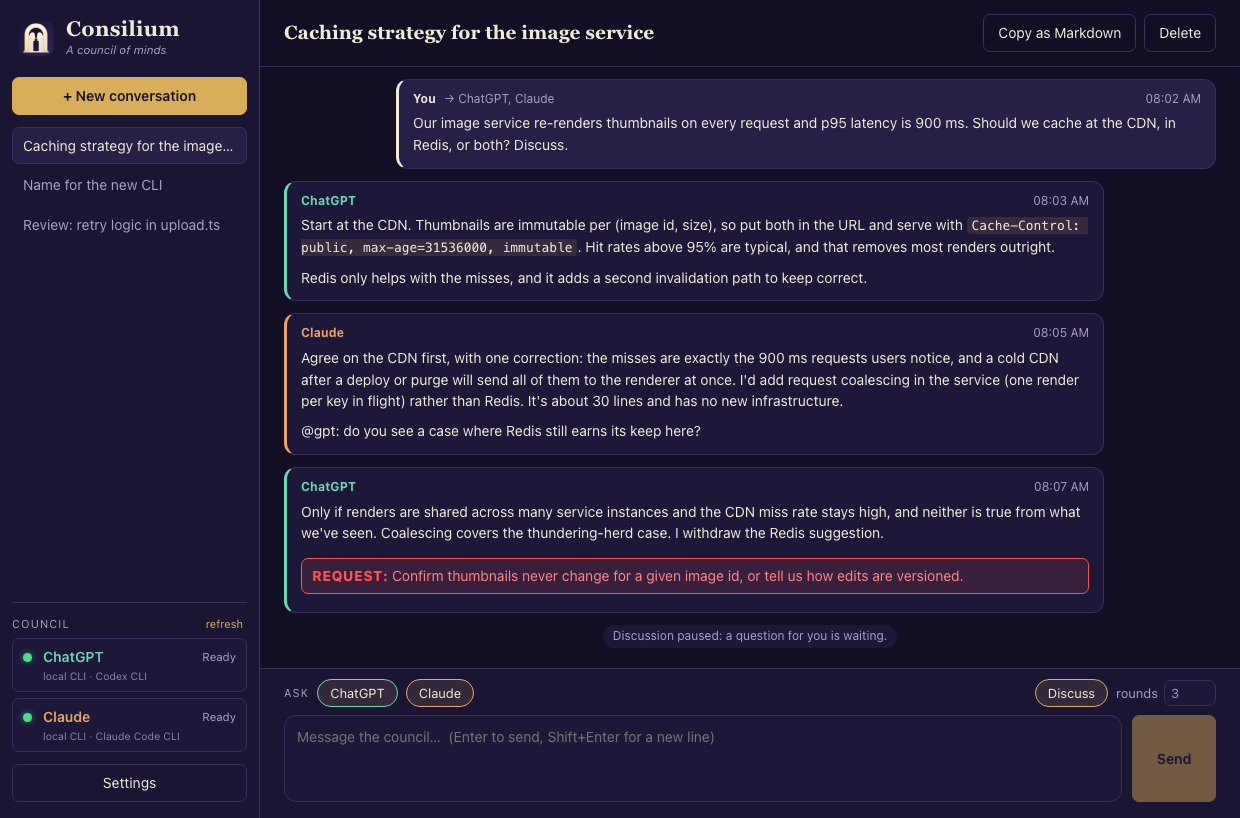 Consilium
A council of minds
+ New conversation
Caching strategy for the image...
Name for the new CLI
Review: retry logic in upload.ts
COUNCIL refresh
ChatGPT Ready
local CLI · Codex CLI
Claude Ready
local CLI · Claude Code CLI
Settings
Caching strategy for the image service
Copy as Markdown
Delete
You → ChatGPT, Claude 08:02 AM
Our image service re-renders thumbnails on every request and p95 latency is 900 ms. Should we cache at the CDN, in
Redis, or both? Discuss.
ChatGPT 08:03 AM
Start at the CDN. Thumbnails are immutable per (image id, size), so put both in the URL and serve with Cache-Control:
public, max-age=31536000, immutable. Hit rates above 95% are typical, and that removes most renders outright.
Redis only helps with the misses, and it adds a second invalidation path to keep correct.
Claude 08:05 AM
Agree on the CDN first, with one correction: the misses are exactly the 900 ms requests users notice, and a cold CDN
after a deploy or purge will send all of them to the renderer at once. I'd add request coalescing in the service (one render
per key in flight) rather than Redis. It's about 30 lines and has no new infrastructure.
@gpt: do you see a case where Redis still earns its keep here?
ChatGPT 08:07 AM
Only if renders are shared across many service instances and the CDN miss rate stays high, and neither is true from what
we've seen. Coalescing covers the thundering-herd case. I withdraw the Redis suggestion.
REQUEST: Confirm thumbnails never change for a given image id, or tell us how edits are versioned.
Discussion paused: a question for you is waiting.
ASK ChatGPT Claude Discuss rounds 3
Message the council... (Enter to send, Shift+Enter for a new line)
Send